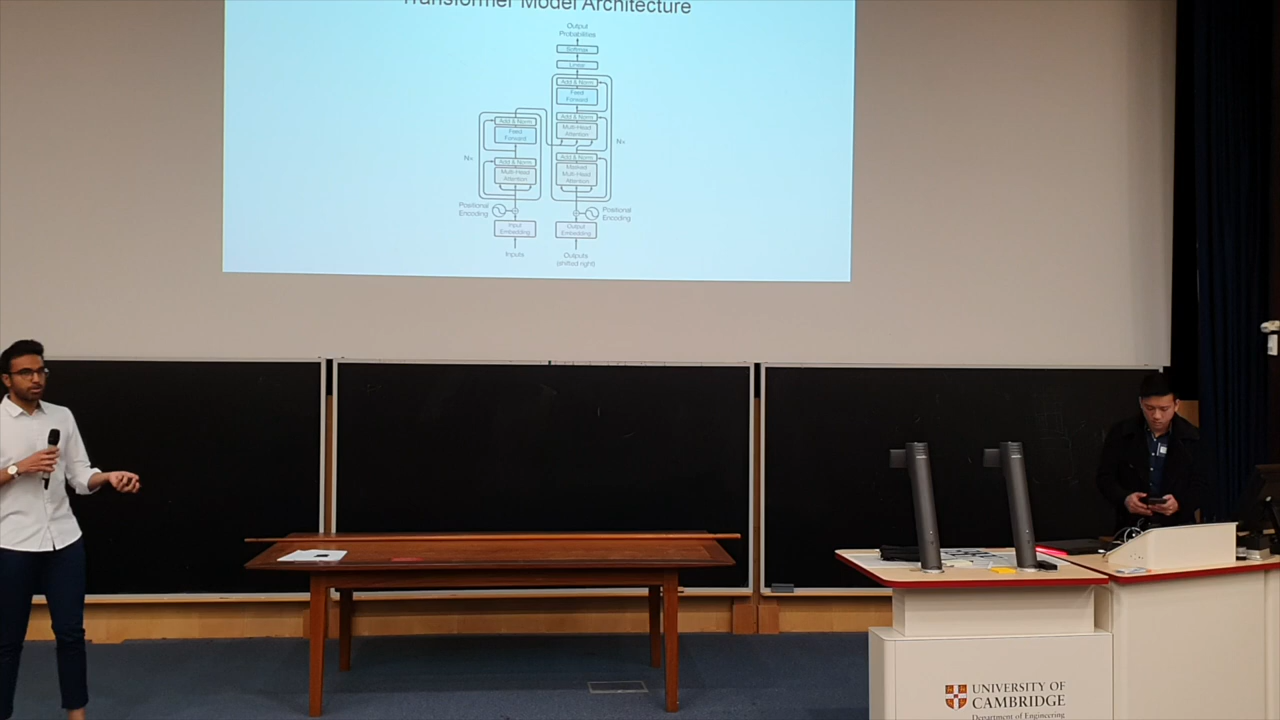 Transformer Model Architecture
Output
Probabilities
Softmax
Linear
Add & Norm
Feed
Forward
Add & Norm
Multi-Head
Attention
Add & Norm
Masked
Multi-Head
Attention
Nx
Add & Norm
Feed
Forward
Add & Norm
Multi-Head
Attention
Nx
Positional
Encoding
Positional
Encoding
Input
Embedding
Output
Embedding
Inputs
Outputs
(shifted right)
UNIVERSITY OF
CAMBRIDGE
Department of Engineering